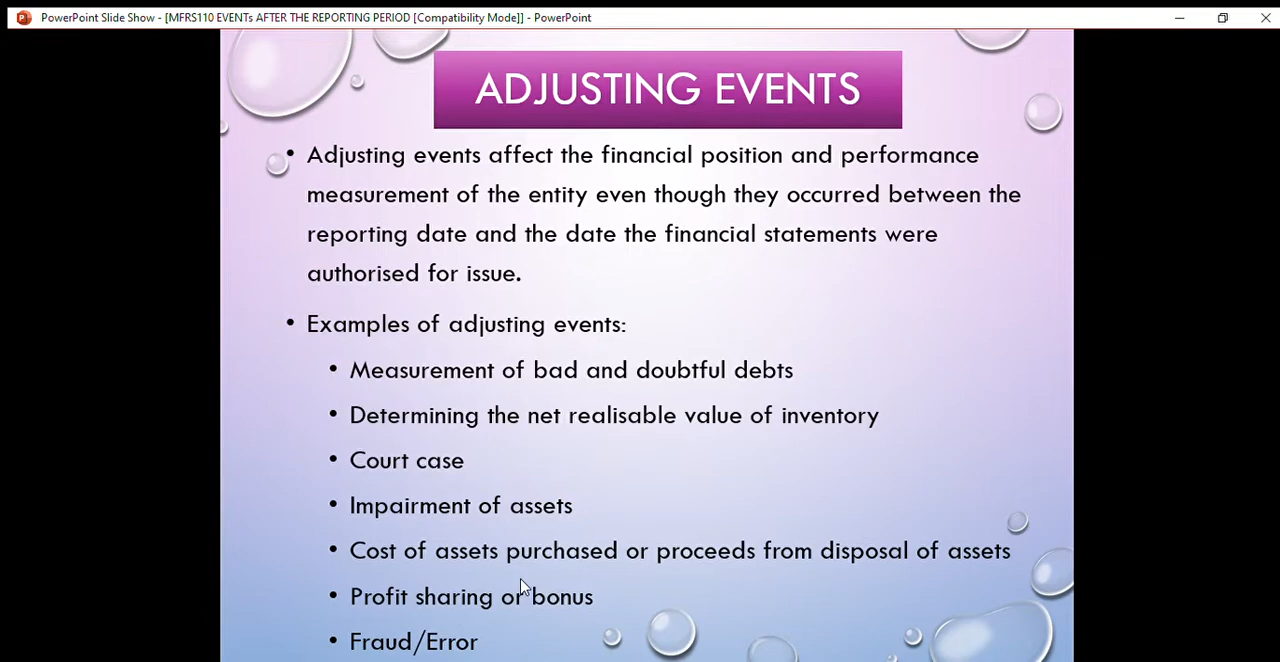 PowerPoint Slide Show - [MFRS110 EVENTs AFTER THE REPORTING PERIOD [Compatibility Mode]] - PowerPoint
ADJUSTING EVENTS
• Adjusting events affect the financial position and performance
measurement of the entity even though they occurred between the
reporting date and the date the financial statements were
authorised for issue.
• Examples of adjusting events:
• Measurement of bad and doubtful debts
• Determining the net realisable value of inventory
• Court case
• Impairment of assets
• Cost of assets purchased or proceeds from disposal of assets
• Profit sharing or bonus
• Fraud/Error